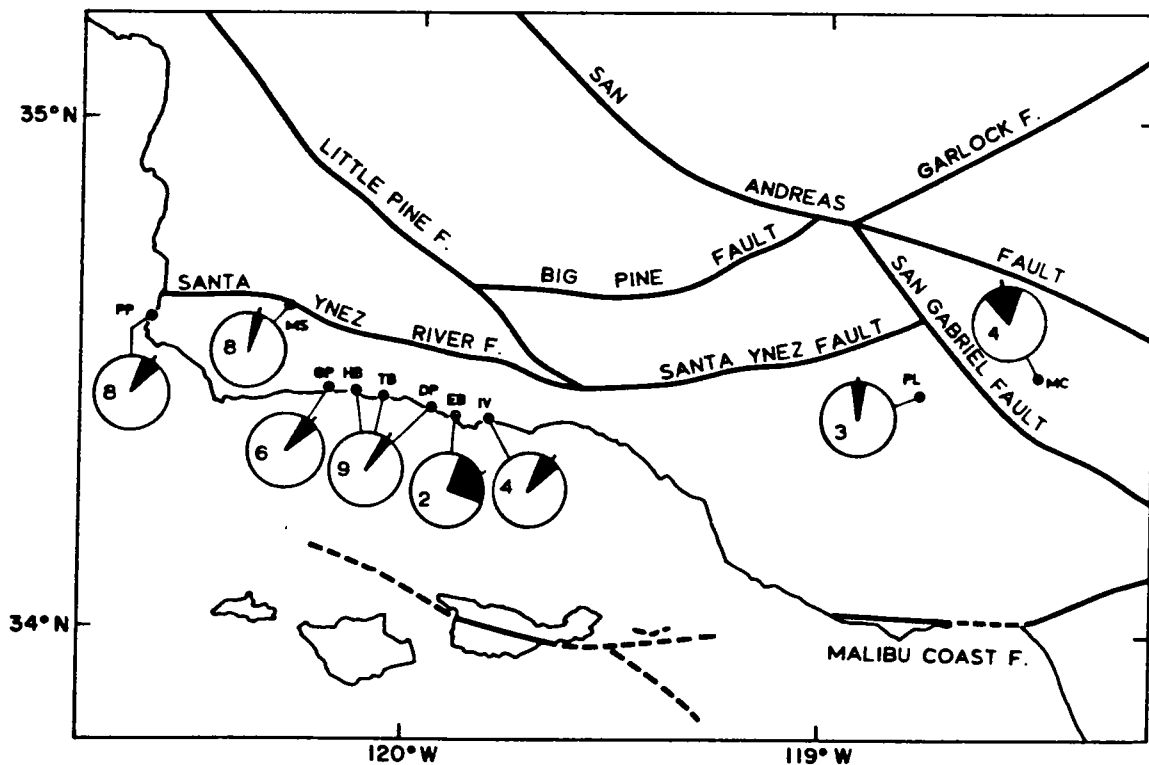 35°N
SAN
GARLOCK F.
LITTLE PINE F.
ANDREAS
FAULT
BIG PINE FAULT
SANTA YNEZ RIVER F.
SANTA YNEZ FAULT
SAN GABRIEL FAULT
PP
8
MS
8
GP
HB
TB
DP
EB
IV
6
9
2
4
PL
3
MC
4
34°N
MALIBU COAST F.
120°W
119°W